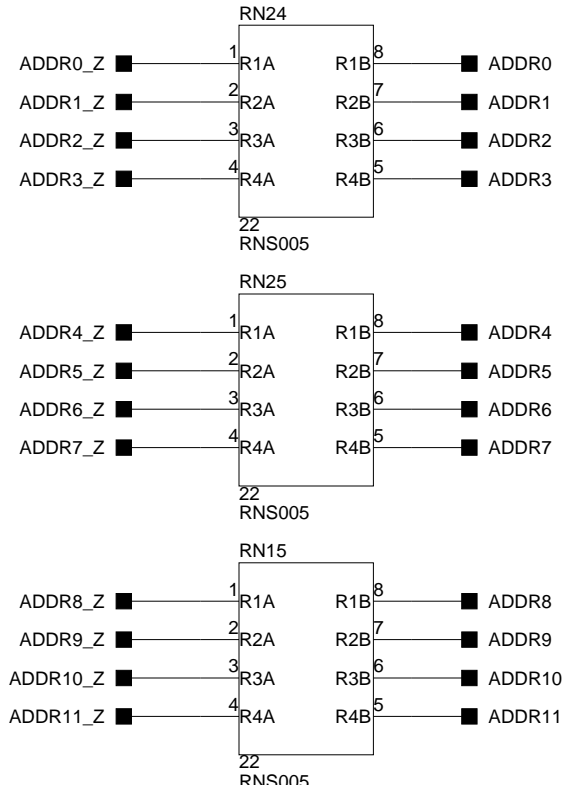 RN24
ADDR0_Z 1 R1A R1B 8 ADDR0
ADDR1_Z 2 R2A R2B 7 ADDR1
ADDR2_Z 3 R3A R3B 6 ADDR2
ADDR3_Z 4 R4A R4B 5 ADDR3
22
RNS005
RN25
ADDR4_Z 1 R1A R1B 8 ADDR4
ADDR5_Z 2 R2A R2B 7 ADDR5
ADDR6_Z 3 R3A R3B 6 ADDR6
ADDR7_Z 4 R4A R4B 5 ADDR7
22
RNS005
RN15
ADDR8_Z 1 R1A R1B 8 ADDR8
ADDR9_Z 2 R2A R2B 7 ADDR9
ADDR10_Z 3 R3A R3B 6 ADDR10
ADDR11_Z 4 R4A R4B 5 ADDR11
22
RNS005